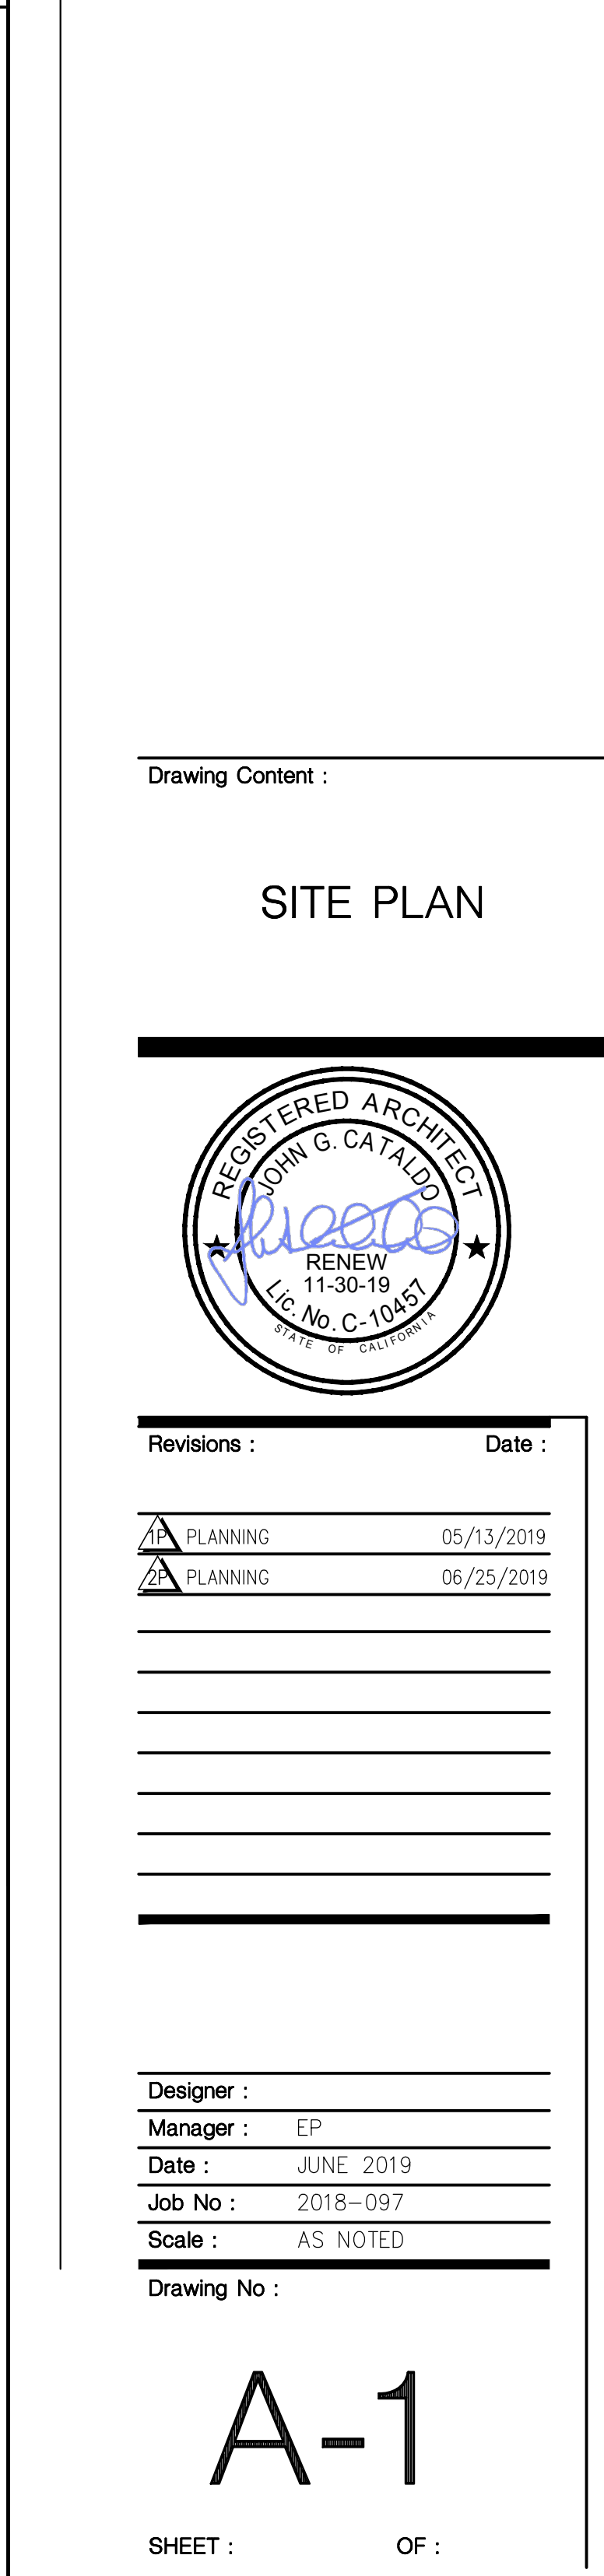 Drawing Content :
SITE PLAN
REGISTERED ARCHITECT
JOHN G. CATALDO
RENEW
11-30-19
Lic. No. C-10457
STATE OF CALIFORNIA
Revisions : Date :
1P PLANNING 05/13/2019
2P PLANNING 06/25/2019
Designer :
Manager : EP
Date : JUNE 2019
Job No : 2018-097
Scale : AS NOTED
Drawing No :
A-1
SHEET : OF :